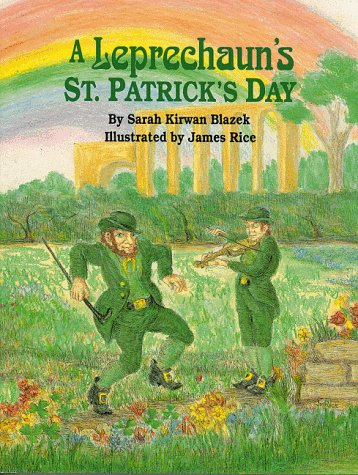 A Leprechaun's
St. Patrick's Day
By Sarah Kirwan Blazek
Illustrated by James Rice